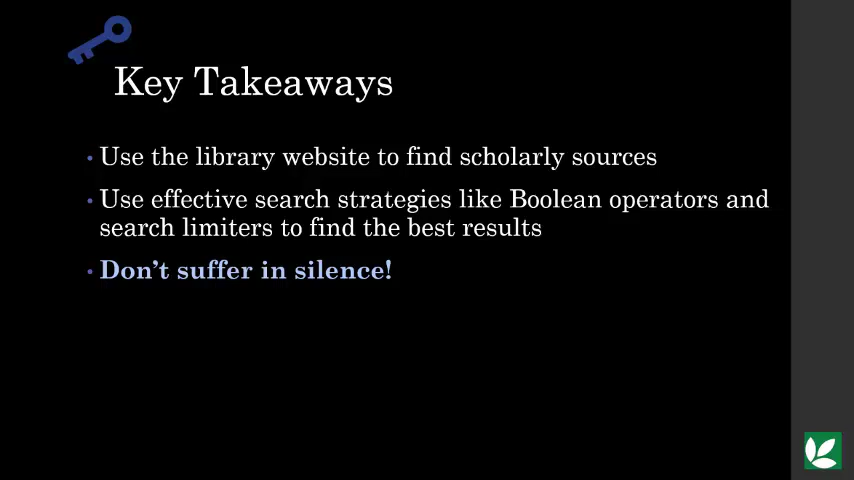 Key Takeaways
• Use the library website to find scholarly sources
• Use effective search strategies like Boolean operators and
search limiters to find the best results
• Don’t suffer in silence!